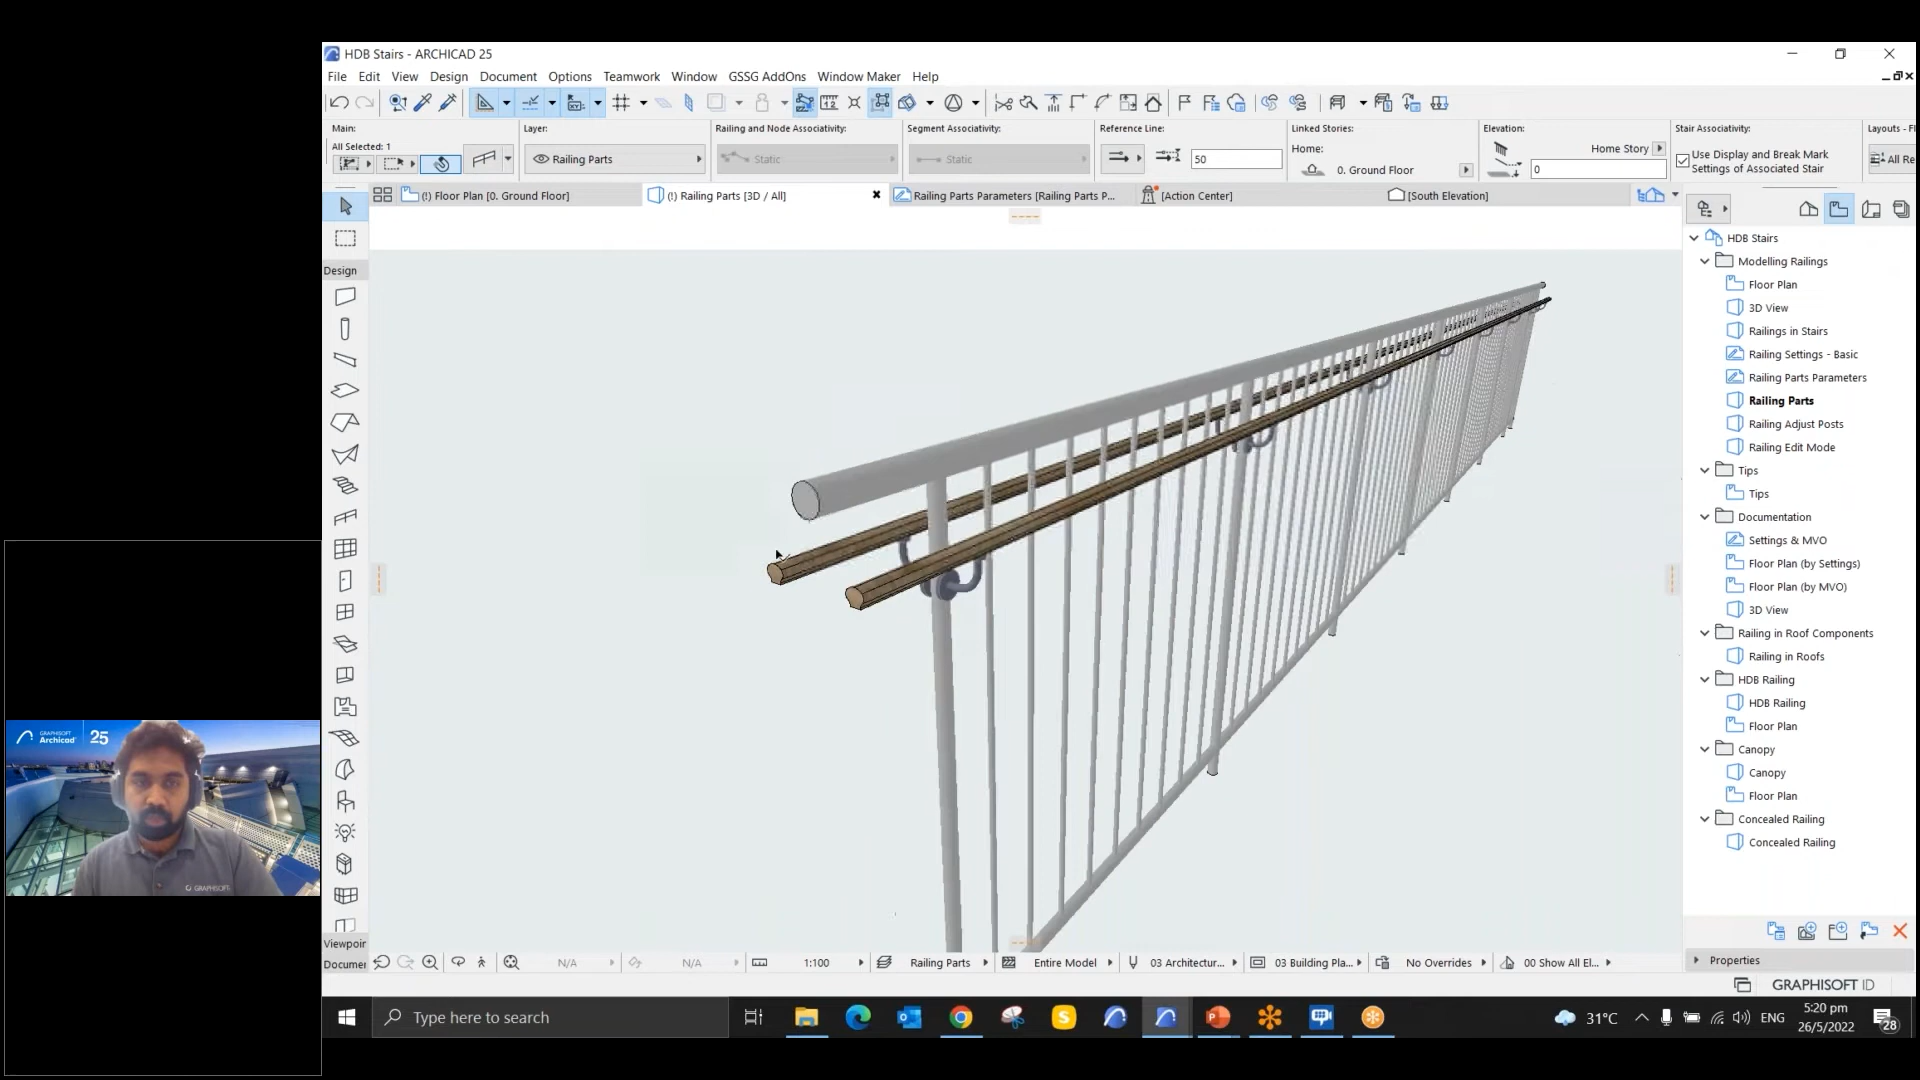 HDB Stairs - ARCHICAD 25
File Edit View Design Document Options Teamwork Window GSSG AddOns Window Maker Help
Main:
All Selected: 1
Layer:
Railing Parts
Railing and Node Associativity:
Static
Segment Associativity:
Static
Reference Line:
50
Linked Stories:
Home:
0. Ground Floor
Elevation:
Home Story
0
Stair Associativity:
Use Display and Break Mark
Settings of Associated Stair
Layouts - Fl
All Re
(!) Floor Plan [0. Ground Floor]
(!) Railing Parts [3D / All]
Railing Parts Parameters [Railing Parts P...
[Action Center]
[South Elevation]
Design
Viewpoir
Documer
HDB Stairs
Modelling Railings
Floor Plan
3D View
Railings in Stairs
Railing Settings - Basic
Railing Parts Parameters
Railing Parts
Railing Adjust Posts
Railing Edit Mode
Tips
Tips
Documentation
Settings & MVO
Floor Plan (by Settings)
Floor Plan (by MVO)
3D View
Railing in Roof Components
Railing in Roofs
HDB Railing
HDB Railing
Floor Plan
Canopy
Canopy
Floor Plan
Concealed Railing
Concealed Railing
Properties
GRAPHISOFT
Archicad
25
GRAPHISOFT
N/A
N/A
1:100
Railing Parts
Entire Model
03 Architectur...
03 Building Pla...
No Overrides
00 Show All El...
GRAPHISOFT ID
Type here to search
31°C
ENG
5:20 pm
26/5/2022
28